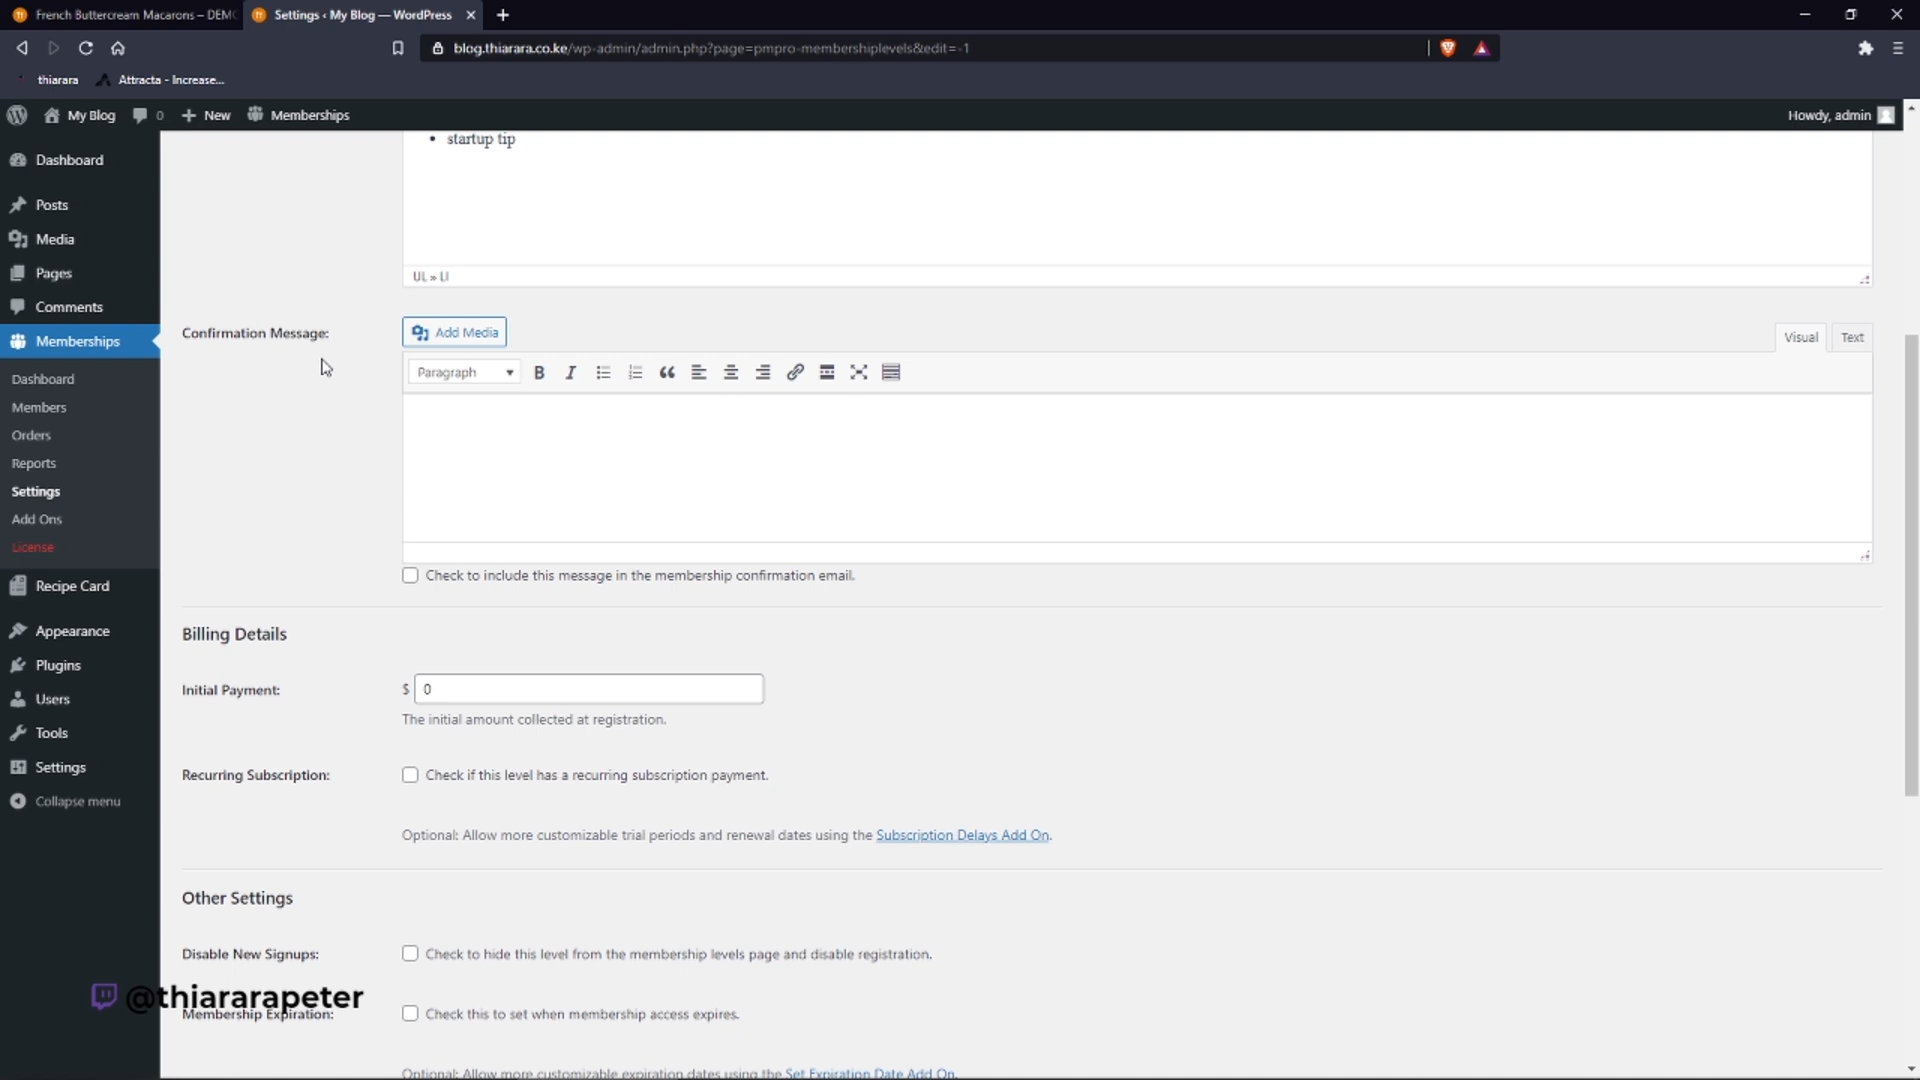 French Buttercream Macarons – DEMO
Settings ‹ My Blog — WordPress
blog.thiarara.co.ke/wp-admin/admin.php?page=pmpro-membershiplevels&edit=-1
thiarara
Attracta - Increase...
My Blog
0
New
Memberships
Howdy, admin
Dashboard
Posts
Media
Pages
Comments
Memberships
Dashboard
Members
Orders
Reports
Settings
Add Ons
License
Recipe Card
Appearance
Plugins
Users
Tools
Settings
Collapse menu
startup tip
UL » LI
Confirmation Message:
Add Media
Visual
Text
Paragraph
Check to include this message in the membership confirmation email.
Billing Details
Initial Payment:
$ 0
The initial amount collected at registration.
Recurring Subscription:
Check if this level has a recurring subscription payment.
Optional: Allow more customizable trial periods and renewal dates using the Subscription Delays Add On.
Other Settings
Disable New Signups:
Check to hide this level from the membership levels page and disable registration.
@thiararapeter
Membership Expiration:
Check this to set when membership access expires.
Optional: Allow more customizable expiration dates using the Set Expiration Date Add On.